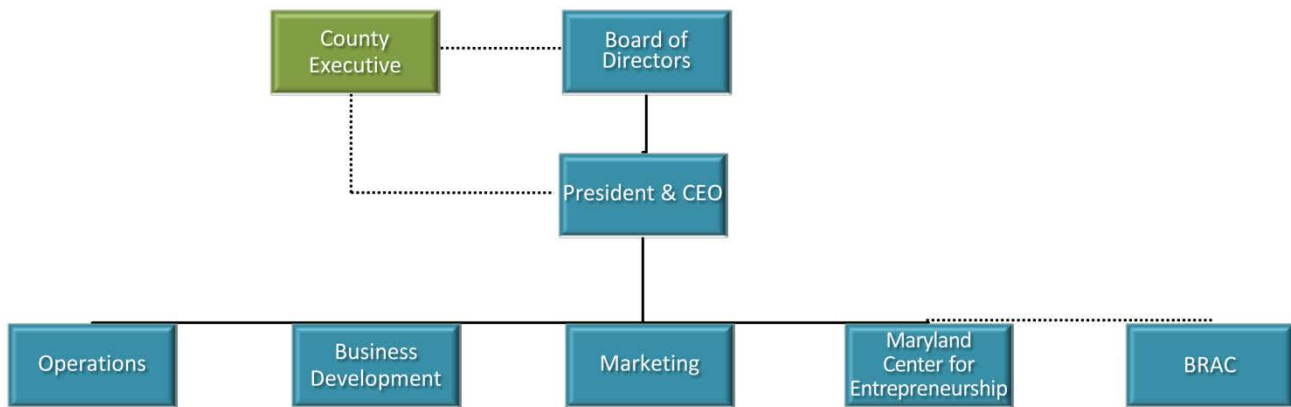 County
Executive
Board of
Directors
President & CEO
Operations
Business
Development
Marketing
Maryland
Center for
Entrepreneurship
BRAC